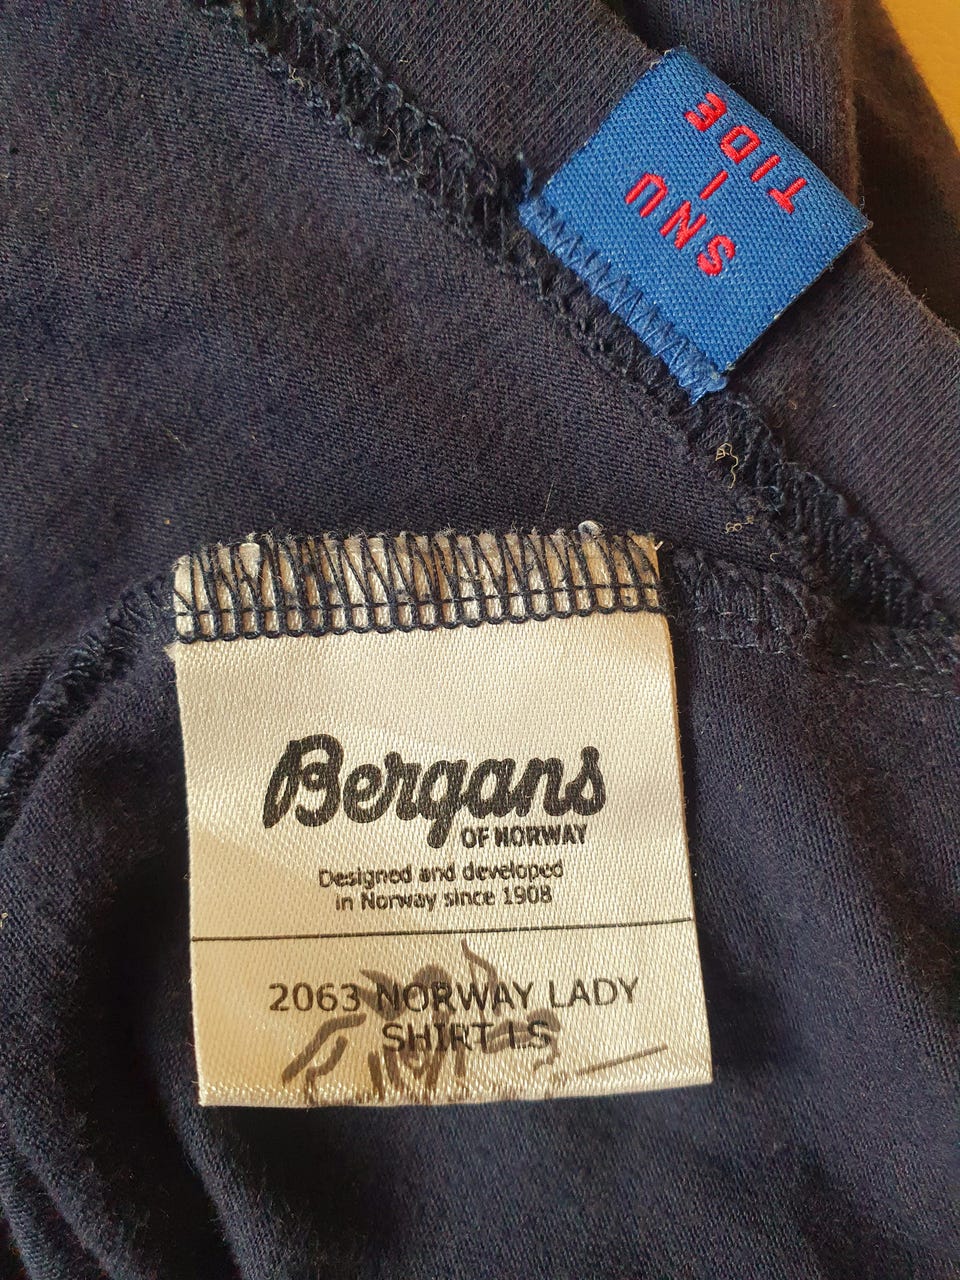 SNU
I
TIDE
Bergans
OF NORWAY
Designed and developed
in Norway since 1908
2063 NORWAY LADY
SHIRT LS